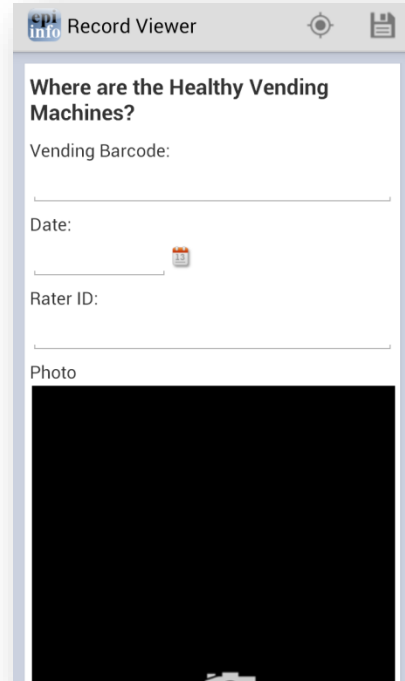 epi
info
Record Viewer
Where are the Healthy Vending
Machines?
Vending Barcode:
Date:
13
Rater ID:
Photo